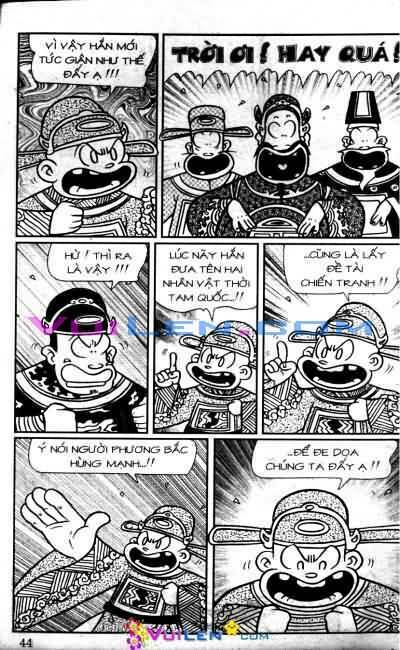 VÌ VẬY HẮN MỚI
TỨC GIẬN NHƯ THẾ
ĐẤY Ạ !!!
TRỜI ƠI ! HAY QUÁ !
HỪ ! THÌ RA
LÀ VẬY !!!
LÚC NÃY HẮN
ĐƯA TÊN HAI
NHÂN VẬT THỜI
TAM QUỐC...!!
...CŨNG LÀ LẤY
ĐỀ TÀI
CHIẾN TRANH !!
VUILEN.COM
Ý NÓI NGƯỜI PHƯƠNG BẮC
HÙNG MẠNH...!!
...ĐỂ ĐE DỌA
CHÚNG TA ĐẤY Ạ !!
44
VUILEN.COM